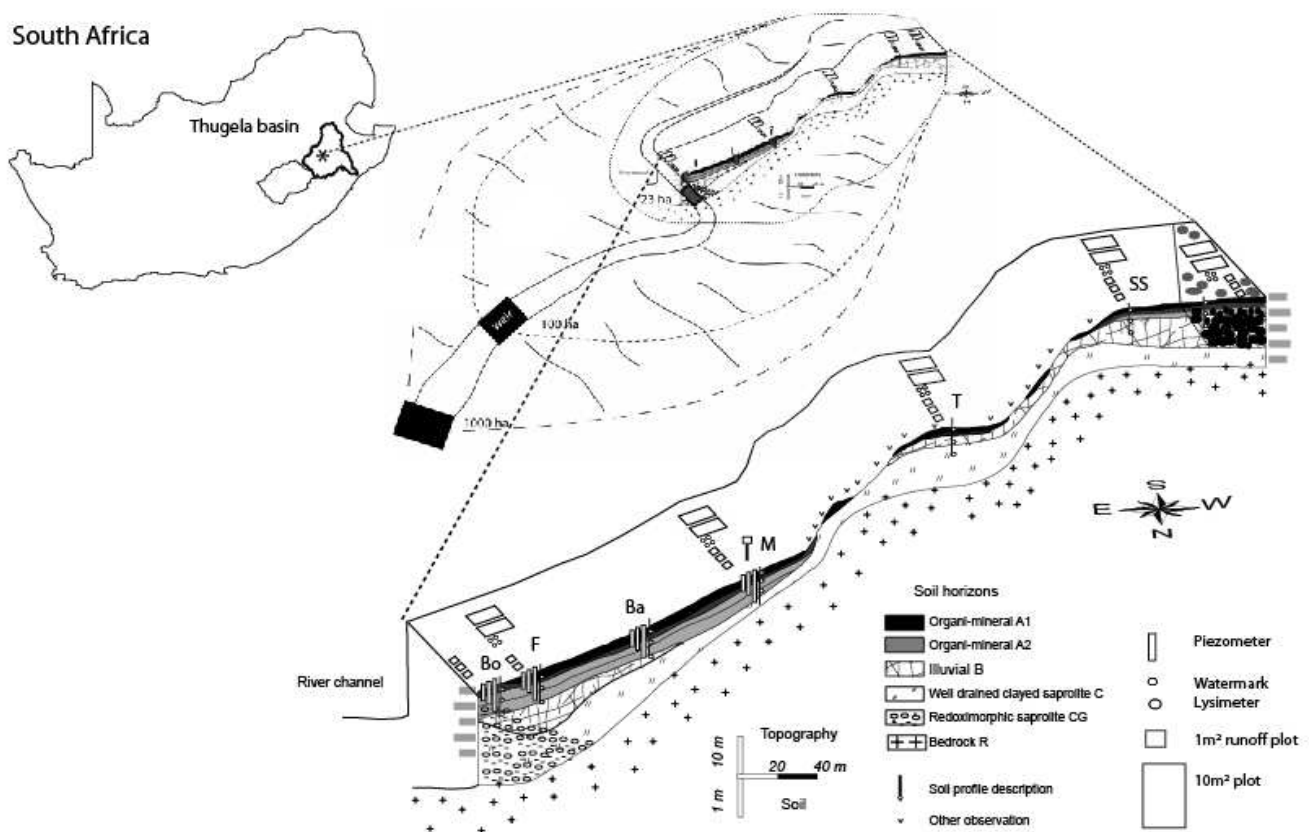 South Africa
Thugela basin
23 ha
weir
100 ha
1000 ha
SS
T
M
Ba
F
Bo
River channel
S
E W
N
Topography
10 m
20 40 m
1 m
Soil
Soil horizons
Organi-mineral A1
Organi-mineral A2
Illuvial B
Well drained clayed saprolite C
Redoximorphic saprolite CG
Bedrock R
Soil profile description
Other observation
Piezometer
Watermark
Lysimeter
1m² runoff plot
10m² plot